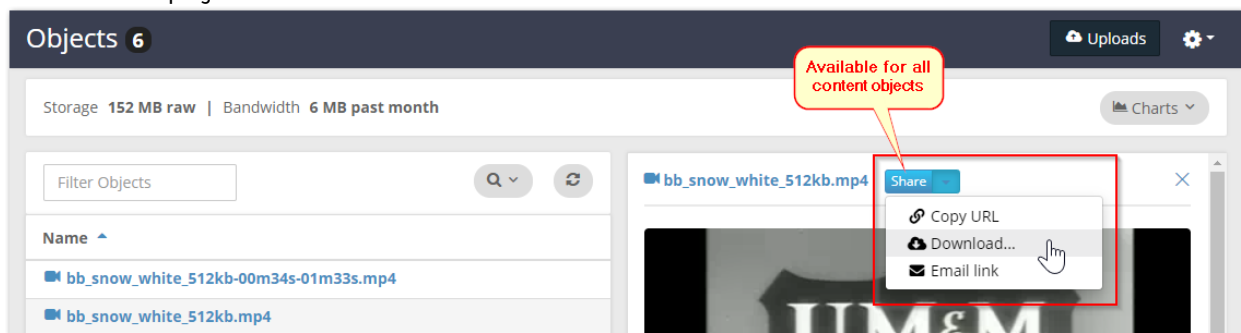 Objects 6
Uploads
Available for all
content objects
Storage 152 MB raw | Bandwidth 6 MB past month
Charts
Filter Objects
bb_snow_white_512kb.mp4
Share
Copy URL
Download...
Email link
Name
bb_snow_white_512kb-00m34s-01m33s.mp4
bb_snow_white_512kb.mp4
UM&M